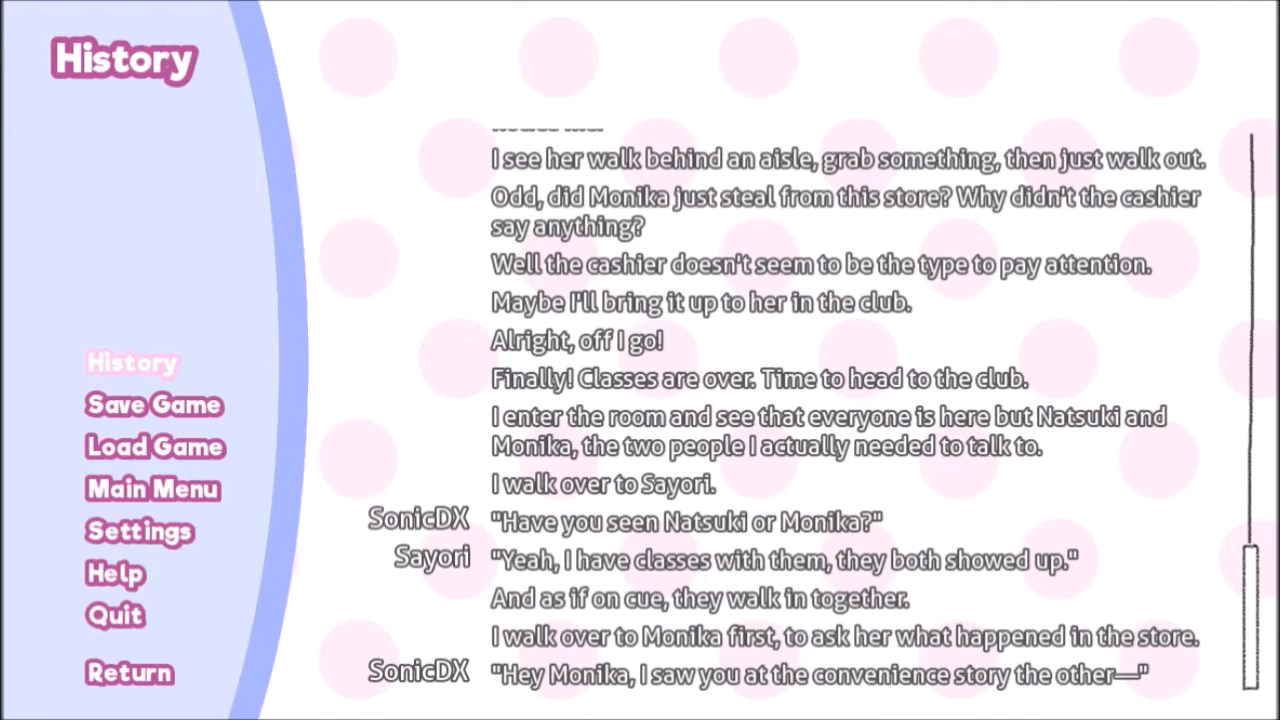 History
I see her walk behind an aisle, grab something, then just walk out.
Odd, did Monika just steal from this store? Why didn't the cashier
say anything?
Well the cashier doesn't seem to be the type to pay attention.
Maybe I'll bring it up to her in the club.
Alright, off I go!
Finally! Classes are over. Time to head to the club.
I enter the room and see that everyone is here but Natsuki and
Monika, the two people I actually needed to talk to.
I walk over to Sayori.
SonicDX "Have you seen Natsuki or Monika?"
Sayori "Yeah, I have classes with them, they both showed up."
And as if on cue, they walk in together.
I walk over to Monika first, to ask her what happened in the store.
SonicDX "Hey Monika, I saw you at the convenience story the other—"
History
Save Game
Load Game
Main Menu
Settings
Help
Quit
Return